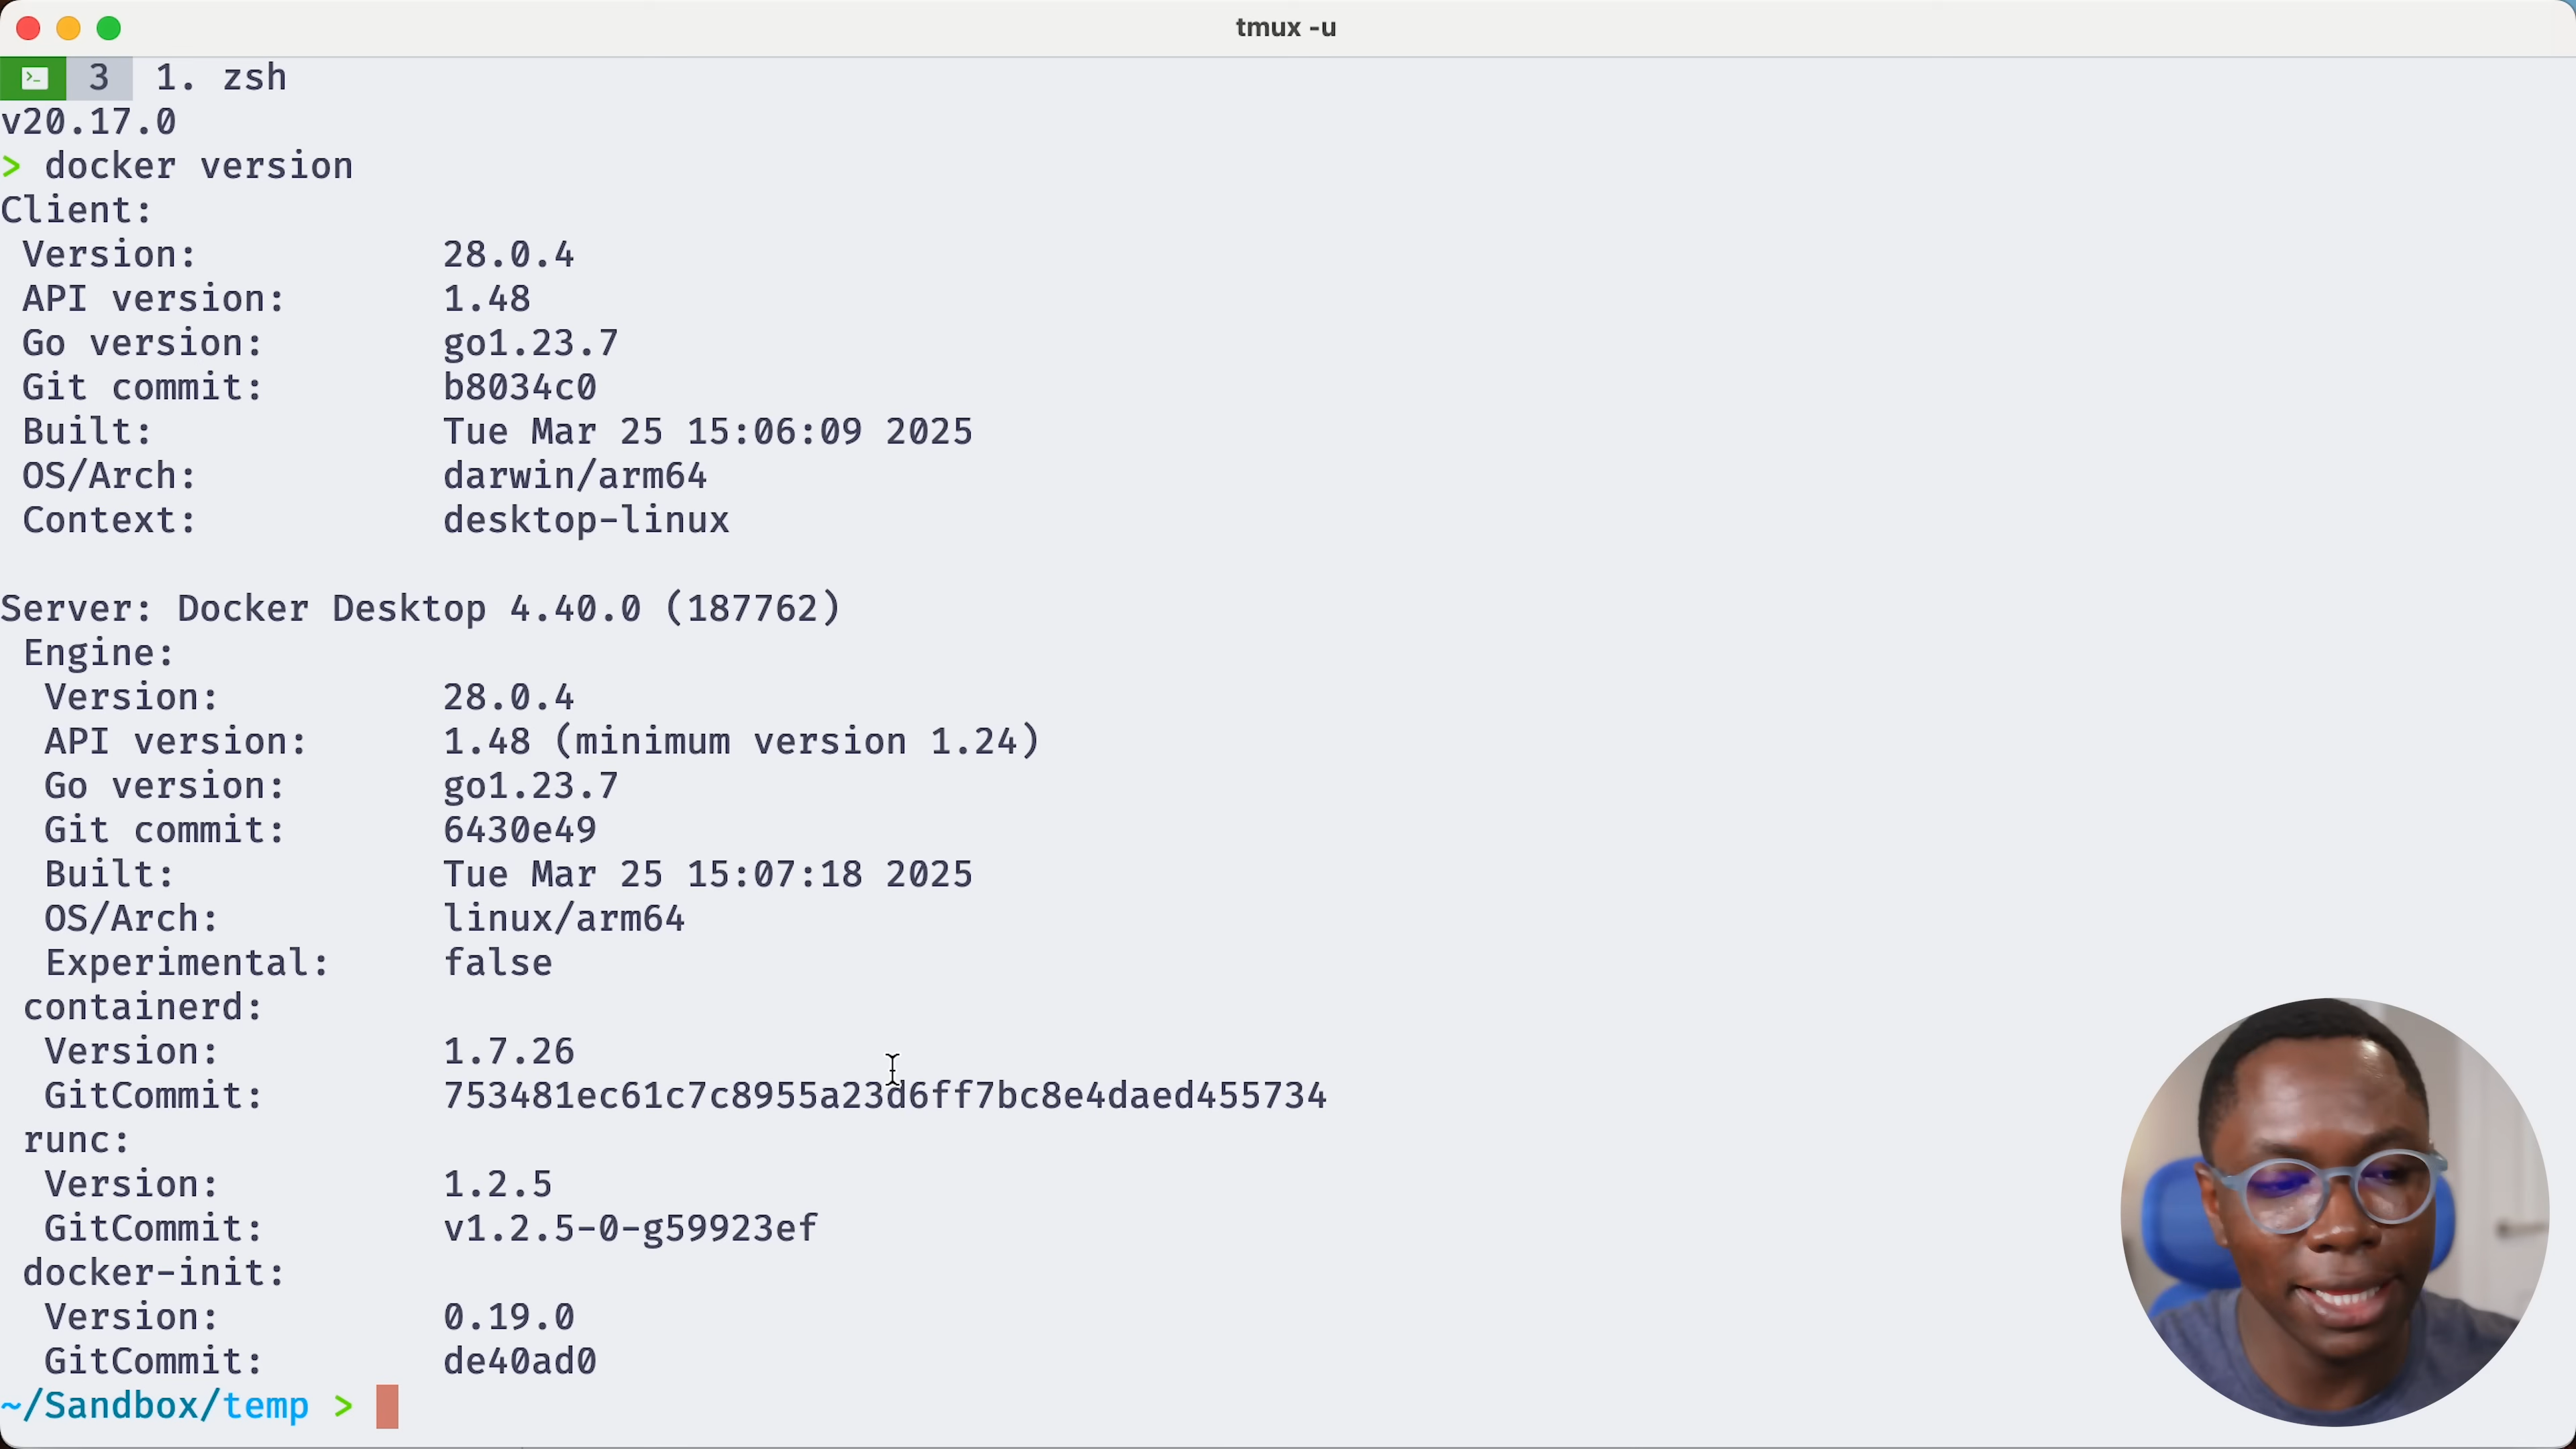 tmux -u
3 1. zsh
v20.17.0
> docker version
Client:
Version: 28.0.4
API version: 1.48
Go version: go1.23.7
Git commit: b8034c0
Built: Tue Mar 25 15:06:09 2025
OS/Arch: darwin/arm64
Context: desktop-linux
Server: Docker Desktop 4.40.0 (187762)
Engine:
Version: 28.0.4
API version: 1.48 (minimum version 1.24)
Go version: go1.23.7
Git commit: 6430e49
Built: Tue Mar 25 15:07:18 2025
OS/Arch: linux/arm64
Experimental: false
containerd:
Version: 1.7.26
GitCommit: 753481ec61c7c8955a23d6ff7bc8e4daed455734
runc:
Version: 1.2.5
GitCommit: v1.2.5-0-g59923ef
docker-init:
Version: 0.19.0
GitCommit: de40ad0
~/Sandbox/temp >